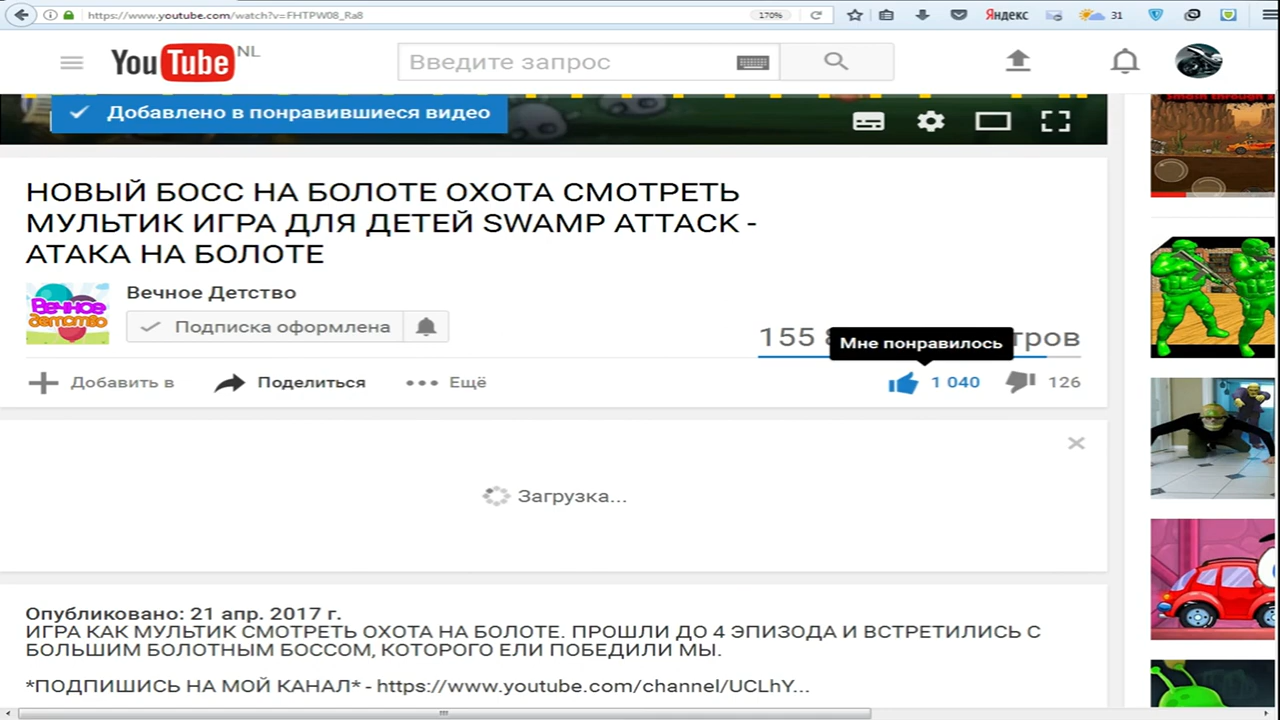 https://www.youtube.com/watch?v=FHTPW08_Ra8
170%
Яндекс
31
YouTube NL
Введите запрос
Добавлено в понравившиеся видео
НОВЫЙ БОСС НА БОЛОТЕ ОХОТА СМОТРЕТЬ
МУЛЬТИК ИГРА ДЛЯ ДЕТЕЙ SWAMP ATTACK -
АТАКА НА БОЛОТЕ
Вечное детство
Вечное Детство
Подписка оформлена
155
Мне понравилось
тров
Добавить в
Поделиться
Ещё
1 040
126
Загрузка...
Опубликовано: 21 апр. 2017 г.
ИГРА КАК МУЛЬТИК СМОТРЕТЬ ОХОТА НА БОЛОТЕ. ПРОШЛИ ДО 4 ЭПИЗОДА И ВСТРЕТИЛИСЬ С
БОЛЬШИМ БОЛОТНЫМ БОССОМ, КОТОРОГО ЕЛИ ПОБЕДИЛИ МЫ.
*ПОДПИШИСЬ НА МОЙ КАНАЛ* - https://www.youtube.com/channel/UCLhY...